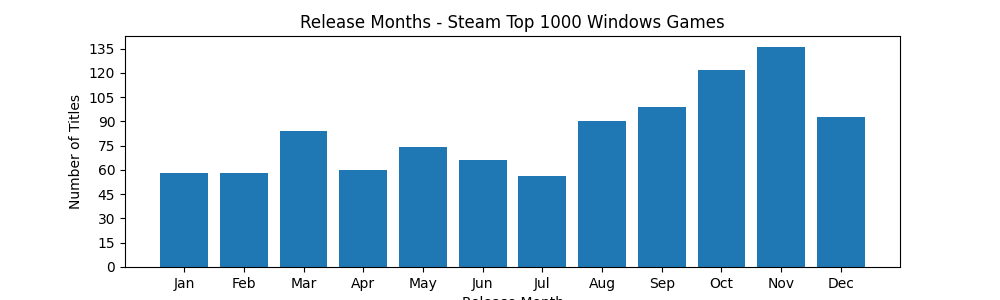 Release Months - Steam Top 1000 Windows Games
Number of Titles
135
120
105
90
75
60
45
30
15
0
Jan Feb Mar Apr May Jun Jul Aug Sep Oct Nov Dec
Release Month